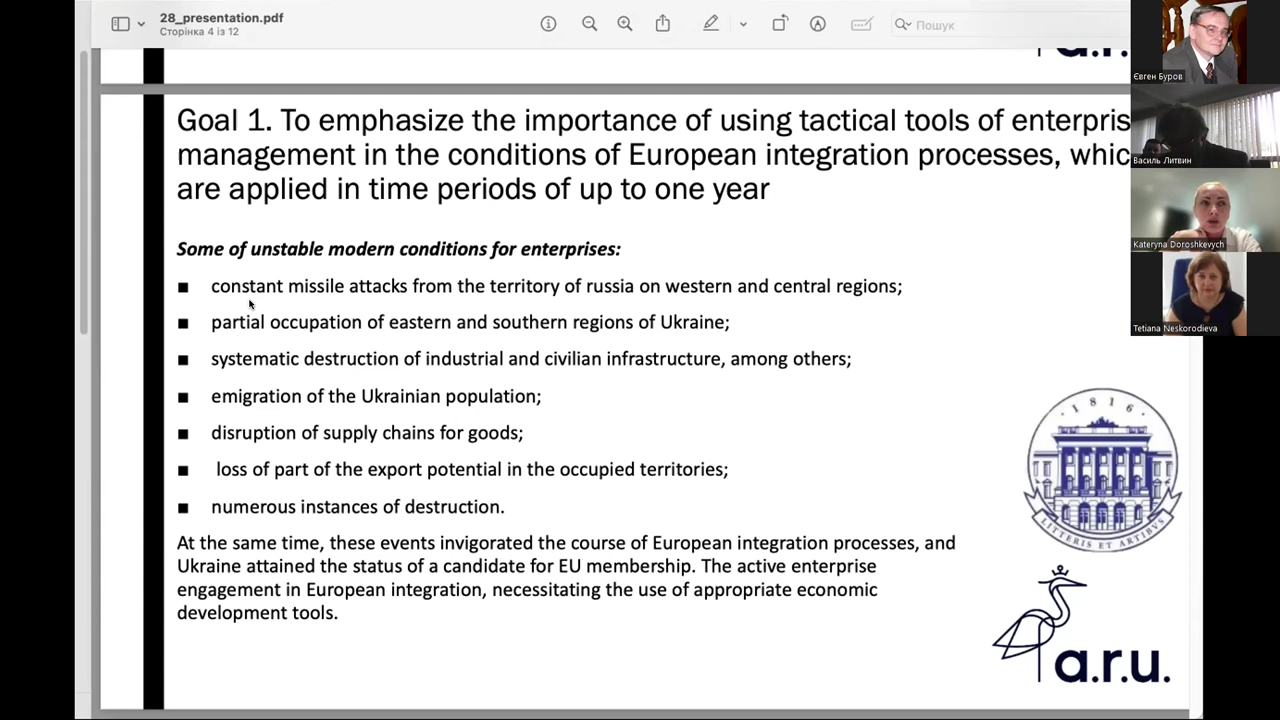 28_presentation.pdf
Сторінка 4 із 12
Пошук
a.r.u.
Goal 1. To emphasize the importance of using tactical tools of enterpris
management in the conditions of European integration processes, whic
are applied in time periods of up to one year
Some of unstable modern conditions for enterprises:
constant missile attacks from the territory of russia on western and central regions;
partial occupation of eastern and southern regions of Ukraine;
systematic destruction of industrial and civilian infrastructure, among others;
emigration of the Ukrainian population;
disruption of supply chains for goods;
loss of part of the export potential in the occupied territories;
numerous instances of destruction.
At the same time, these events invigorated the course of European integration processes, and
Ukraine attained the status of a candidate for EU membership. The active enterprise
engagement in European integration, necessitating the use of appropriate economic
development tools.
1816
LITTERIS ET ARTIBVS
a.r.u.
Євген Буров
Василь Литвин
Kateryna Doroshkevych
Tetiana Neskorodieva